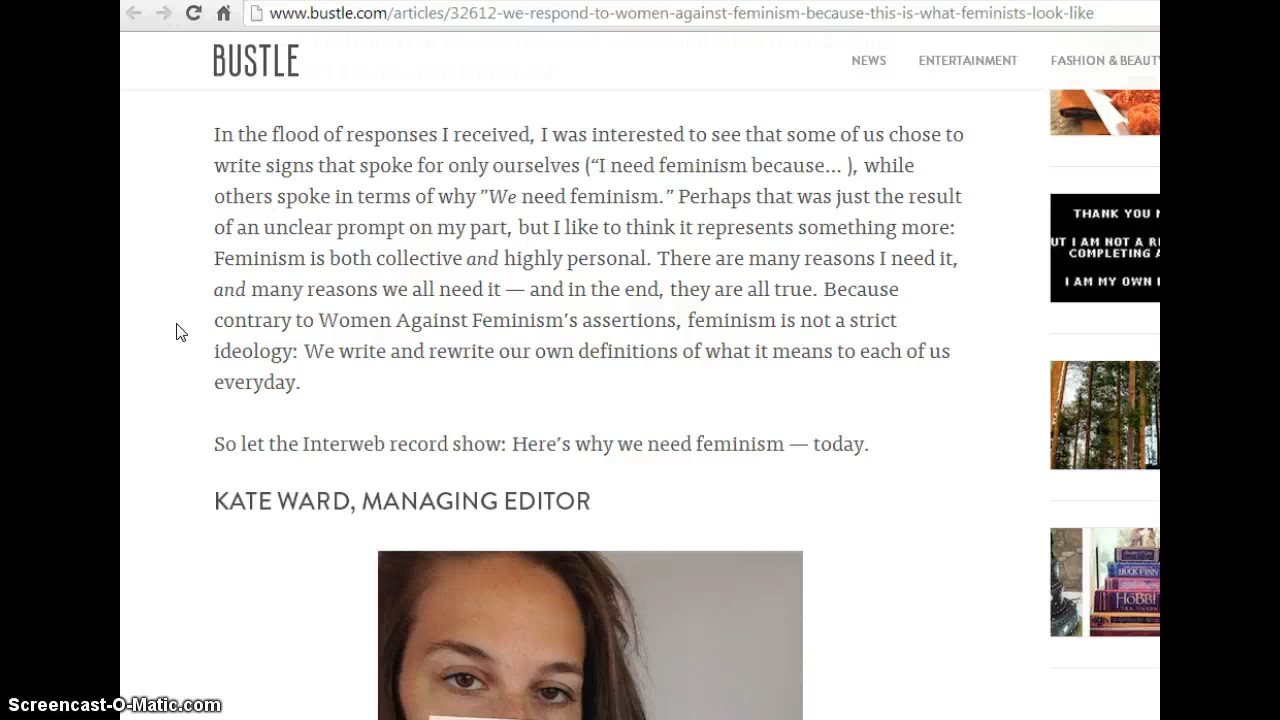 www.bustle.com/articles/32612-we-respond-to-women-against-feminism-because-this-is-what-feminists-look-like
BUSTLE
NEWS ENTERTAINMENT FASHION & BEAUTY
In the flood of responses I received, I was interested to see that some of us chose to
write signs that spoke for only ourselves (“I need feminism because... ), while
others spoke in terms of why "We need feminism." Perhaps that was just the result
of an unclear prompt on my part, but I like to think it represents something more:
Feminism is both collective and highly personal. There are many reasons I need it,
and many reasons we all need it — and in the end, they are all true. Because
contrary to Women Against Feminism’s assertions, feminism is not a strict
ideology: We write and rewrite our own definitions of what it means to each of us
everyday.
So let the Interweb record show: Here’s why we need feminism — today.
KATE WARD, MANAGING EDITOR
THANK YOU
UT I AM NOT A R
COMPLETING A
I AM MY OWN
HUCK FINN
HOBBI
Screencast-O-Matic.com